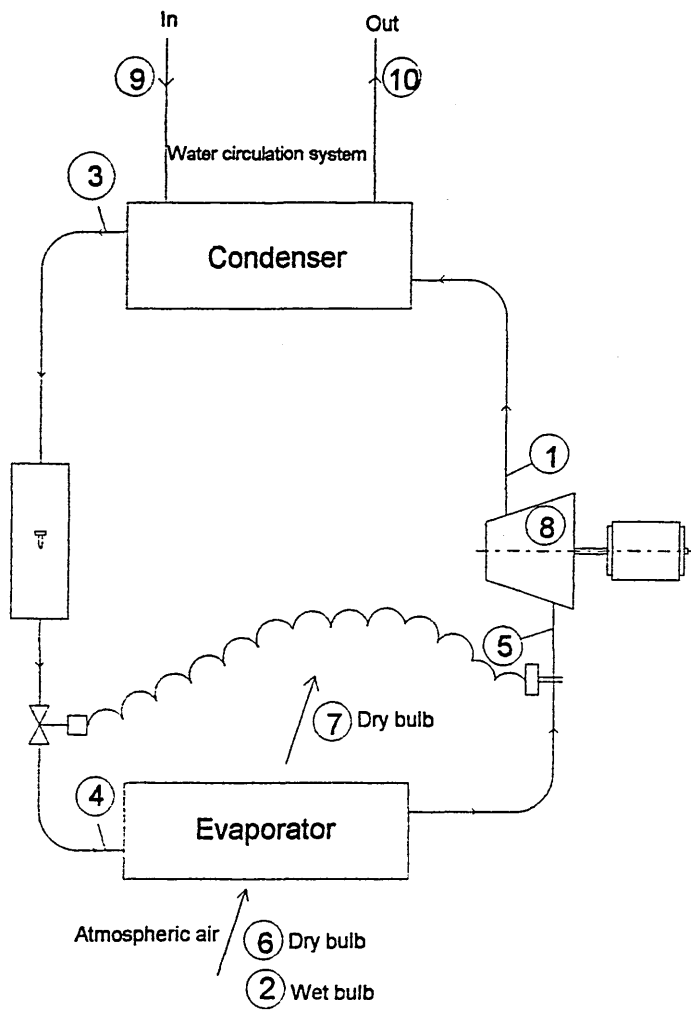 In
Out
9
10
Water circulation system
3
Condenser
1
8
5
7 Dry bulb
4
Evaporator
Atmospheric air
6 Dry bulb
2 Wet bulb